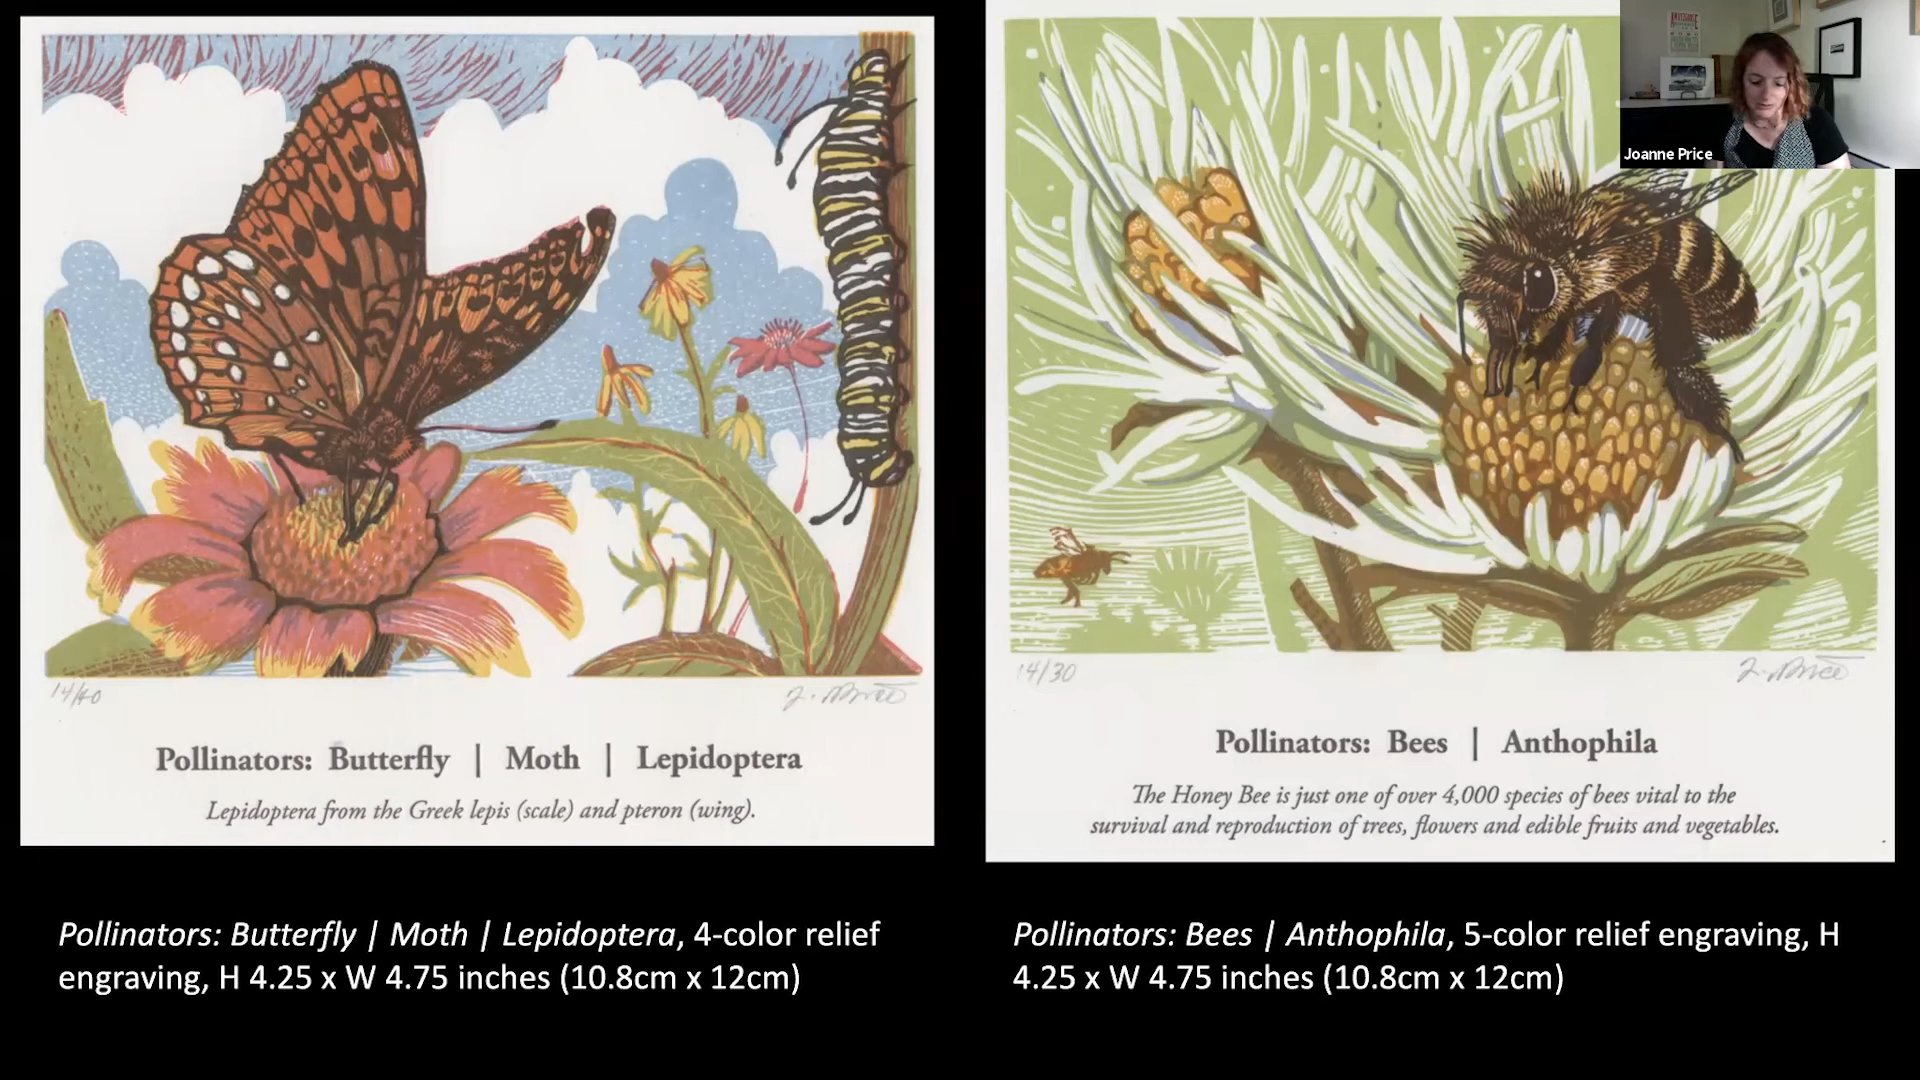 Joanne Price
14/40
J. Price
Pollinators: Butterfly | Moth | Lepidoptera
Lepidoptera from the Greek lepis (scale) and pteron (wing).
14/30
J. Price
Pollinators: Bees | Anthophila
The Honey Bee is just one of over 4,000 species of bees vital to the
survival and reproduction of trees, flowers and edible fruits and vegetables.
Pollinators: Butterfly | Moth | Lepidoptera, 4-color relief
engraving, H 4.25 x W 4.75 inches (10.8cm x 12cm)
Pollinators: Bees | Anthophila, 5-color relief engraving, H
4.25 x W 4.75 inches (10.8cm x 12cm)